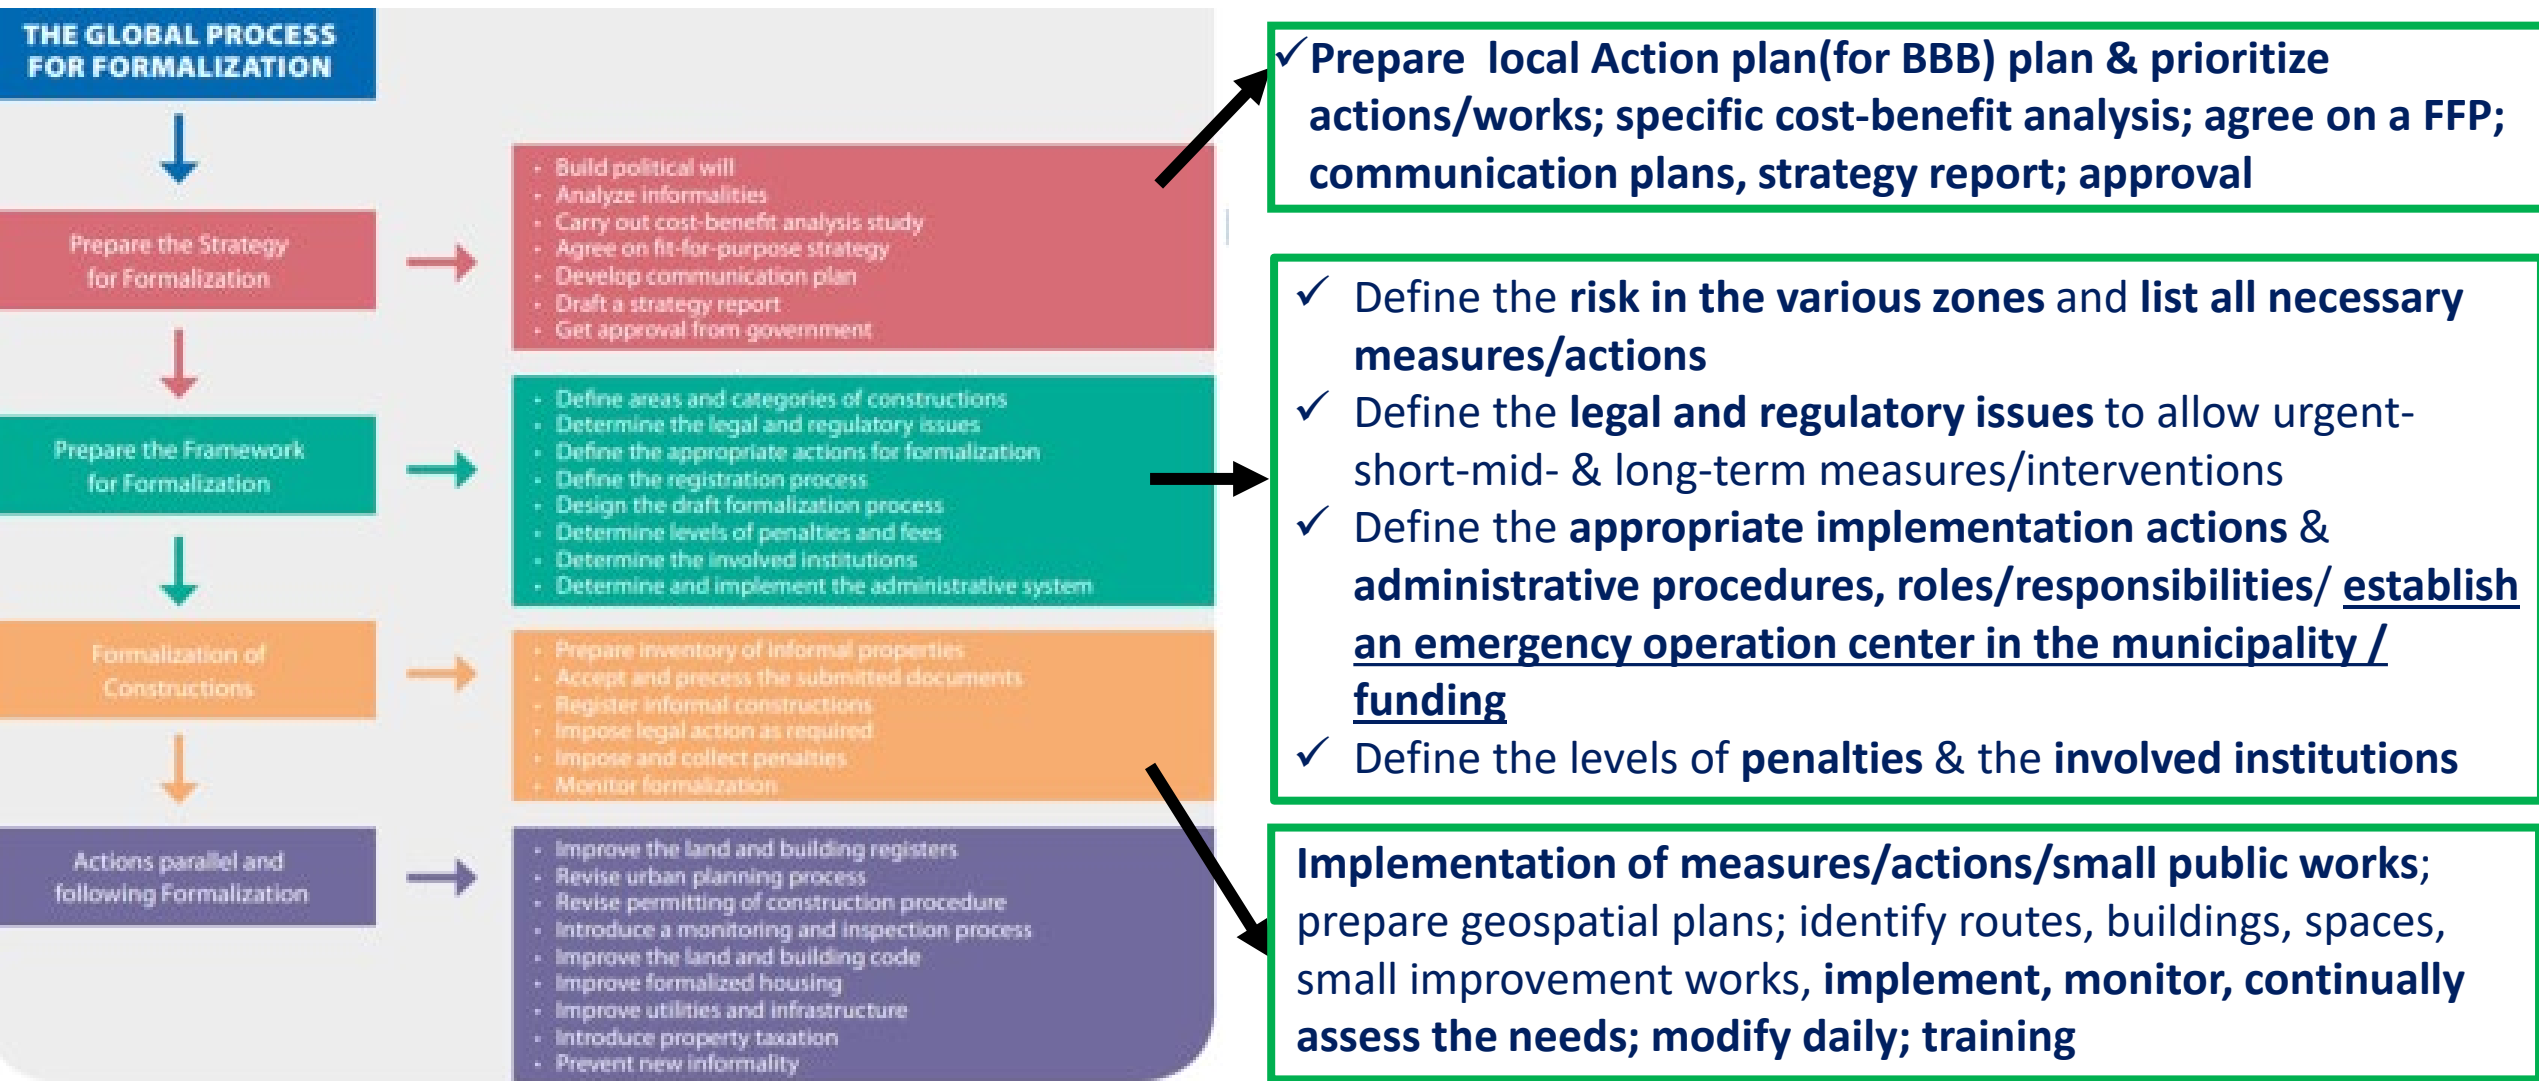 THE GLOBAL PROCESS
FOR FORMALIZATION
Prepare the Strategy
for Formalization
• Build political will
• Analyze informalities
• Carry out cost-benefit analysis study
• Agree on fit-for-purpose strategy
• Develop communication plan
• Draft a strategy report
• Get approval from government
Prepare the Framework
for Formalization
• Define areas and categories of constructions
• Determine the legal and regulatory issues
• Define the appropriate actions for formalization
• Define the registration process
• Design the draft formalization process
• Determine levels of penalties and fees
• Determine the involved institutions
• Determine and implement the administrative system
Formalization of
Constructions
• Prepare inventory of informal properties
• Accept and precess the submitted documents
• Register informal constructions
• Impose legal action as required
• Impose and collect penalties
• Monitor formalization
Actions parallel and
following Formalization
• Improve the land and building registers
• Revise urban planning process
• Revise permitting of construction procedure
• Introduce a monitoring and inspection process
• Improve the land and building code
• Improve formalized housing
• Improve utilities and infrastructure
• Introduce property taxation
• Prevent new informality
✓Prepare local Action plan(for BBB) plan & prioritize
actions/works; specific cost-benefit analysis; agree on a FFP;
communication plans, strategy report; approval
✓ Define the risk in the various zones and list all necessary
measures/actions
✓ Define the legal and regulatory issues to allow urgent-
short-mid- & long-term measures/interventions
✓ Define the appropriate implementation actions &
administrative procedures, roles/responsibilities/ establish
an emergency operation center in the municipality /
funding
✓ Define the levels of penalties & the involved institutions
Implementation of measures/actions/small public works;
prepare geospatial plans; identify routes, buildings, spaces,
small improvement works, implement, monitor, continually
assess the needs; modify daily; training